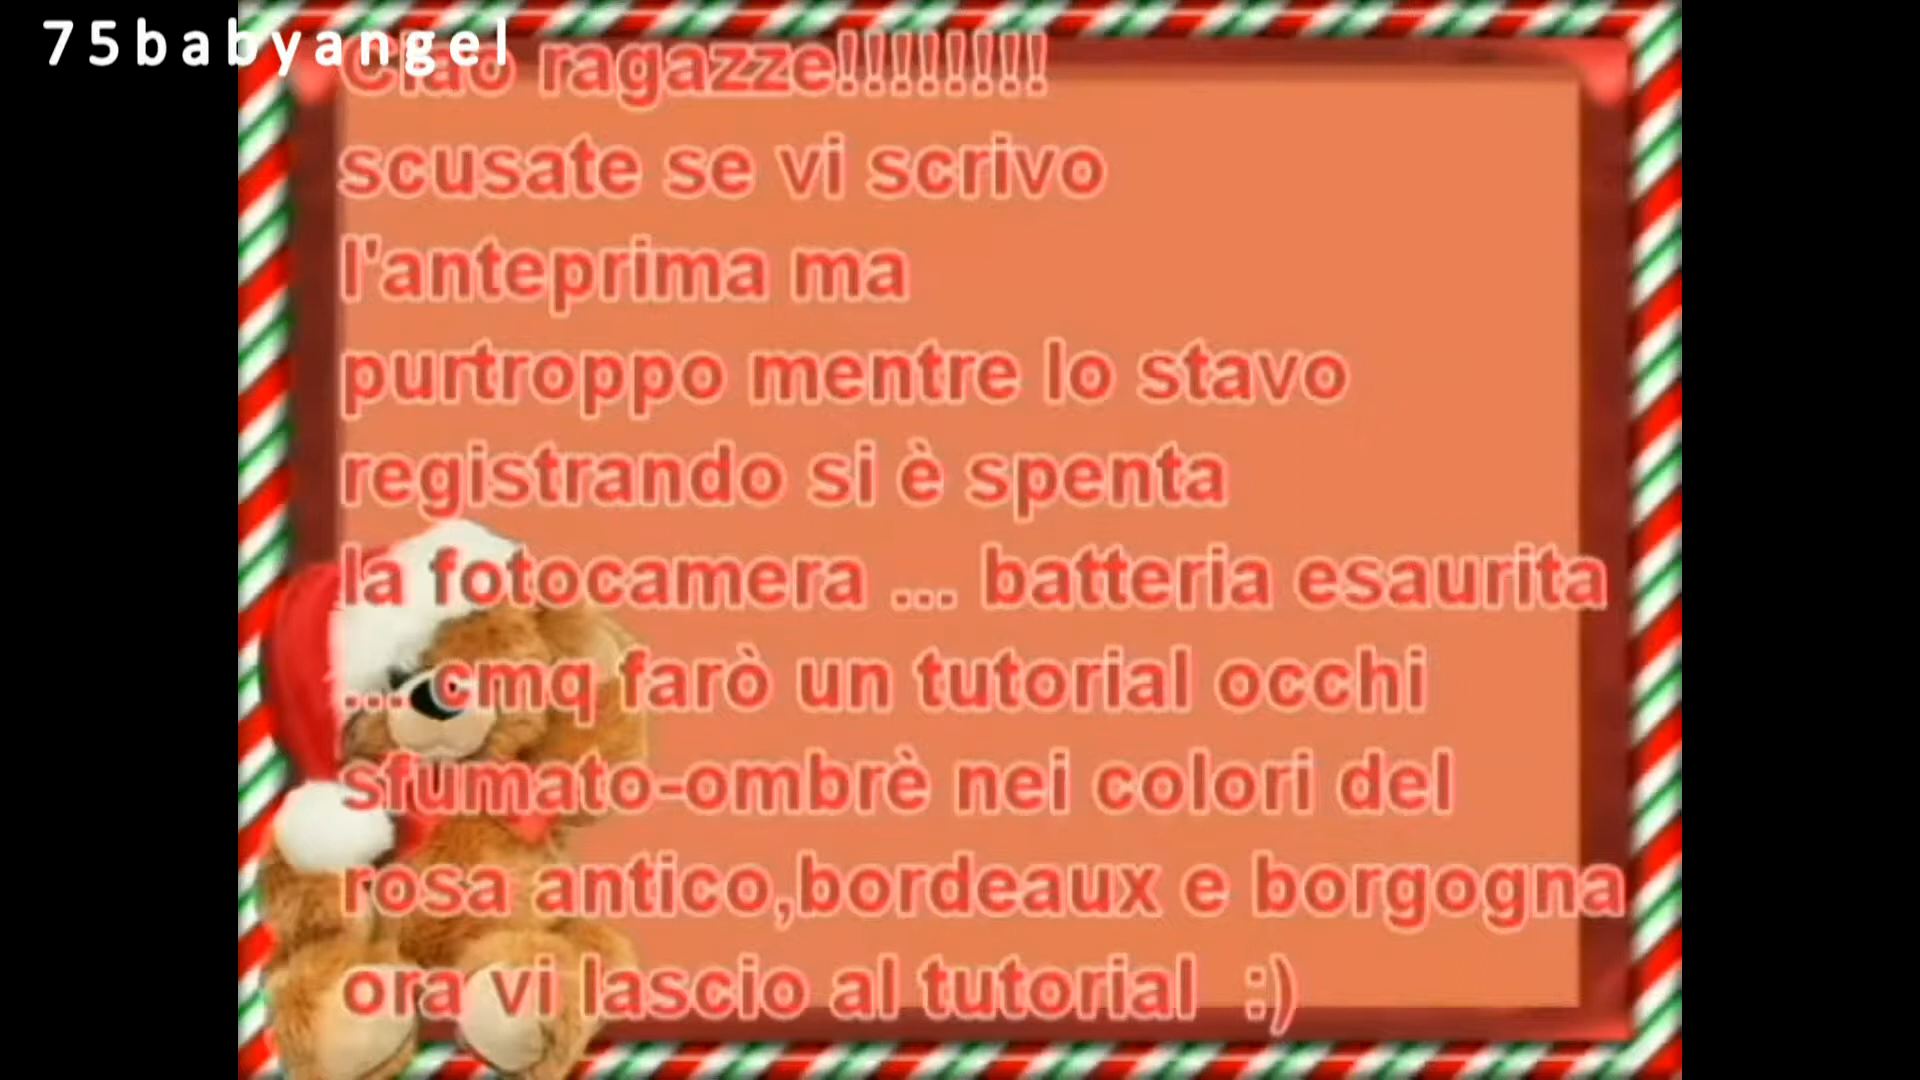 75babyangel
Ciao ragazze!!!!!!!!
scusate se vi scrivo
l'anteprima ma
purtroppo mentre lo stavo
registrando si è spenta
la fotocamera ... batteria esaurita
... cmq farò un tutorial occhi
sfumato-ombrè nei colori del
rosa antico,bordeaux e borgogna
ora vi lascio al tutorial :)